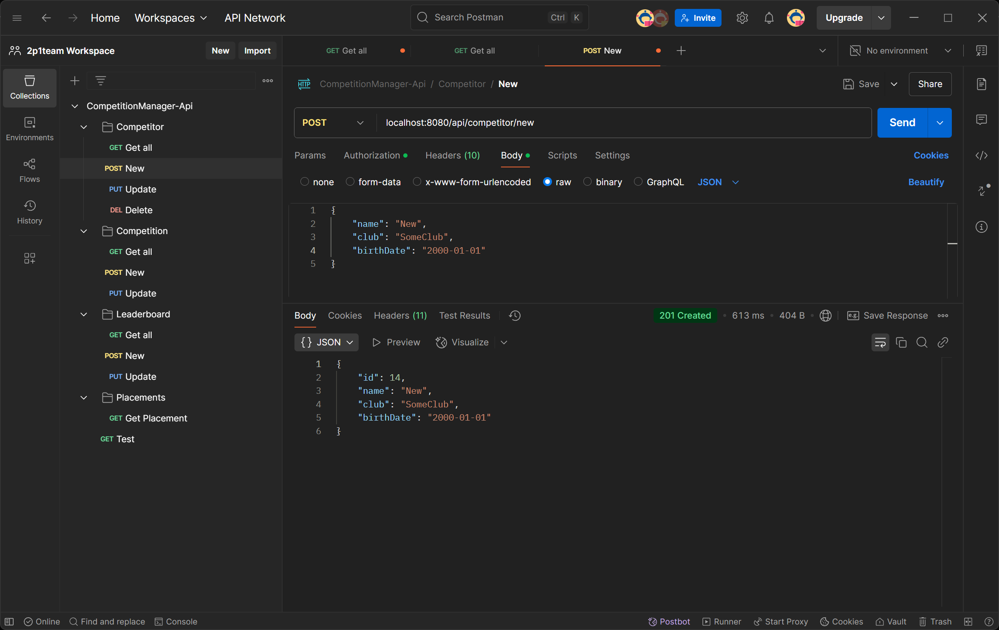 Home Workspaces API Network Search Postman Ctrl K Invite Upgrade
2p1team Workspace New Import GET Get all GET Get all POST New No environment
Collections
Environments
Flows
History
CompetitionManager-Api
Competitor
GET Get all
POST New
PUT Update
DEL Delete
Competition
GET Get all
POST New
PUT Update
Leaderboard
GET Get all
POST New
PUT Update
Placements
GET Get Placement
GET Test
HTTP CompetitionManager-Api / Competitor / New Save Share
POST localhost:8080/api/competitor/new Send
Params Authorization Headers (10) Body Scripts Settings Cookies
none form-data x-www-form-urlencoded raw binary GraphQL JSON Beautify
1 {
2 "name": "New",
3 "club": "SomeClub",
4 "birthDate": "2000-01-01"
5 }
Body Cookies Headers (11) Test Results 201 Created 613 ms 404 B e.g. Save Response
{} JSON Preview Visualize
1 {
2 "id": 14,
3 "name": "New",
4 "club": "SomeClub",
5 "birthDate": "2000-01-01"
6 }
Online Find and replace Console Postbot Runner Start Proxy Cookies Vault Trash